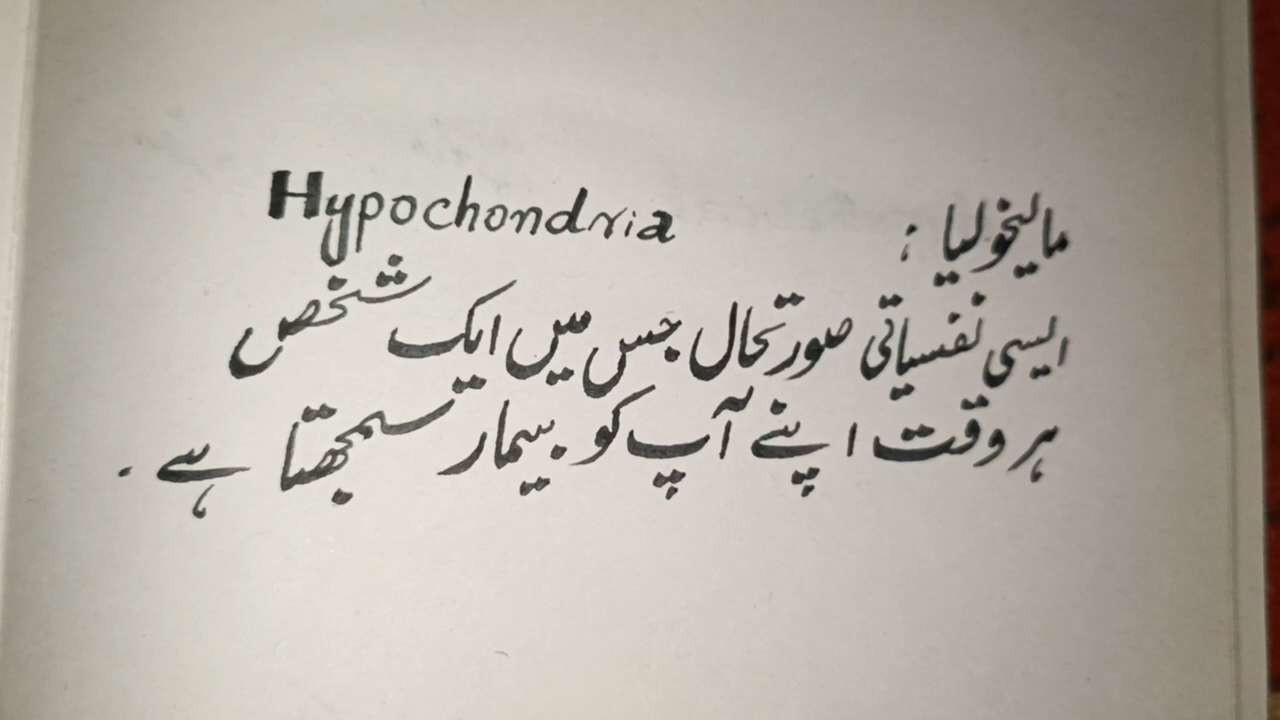 مالیخولیا : Hypochondria
ایسی نفسیاتی صورتحال جس میں ایک شخص
ہر وقت اپنے آپ کو بیمار سمجھتا ہے .